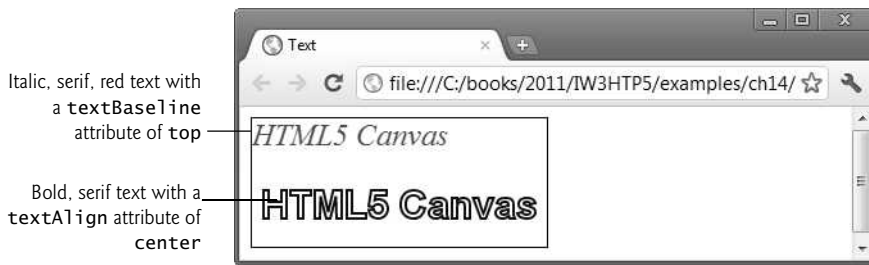 Text
file:///C:/books/2011/IW3HTP5/examples/ch14/
Italic, serif, red text with
a textBaseline
attribute of top
HTML5 Canvas
Bold, serif text with a
textAlign attribute of
center
HTML5 Canvas